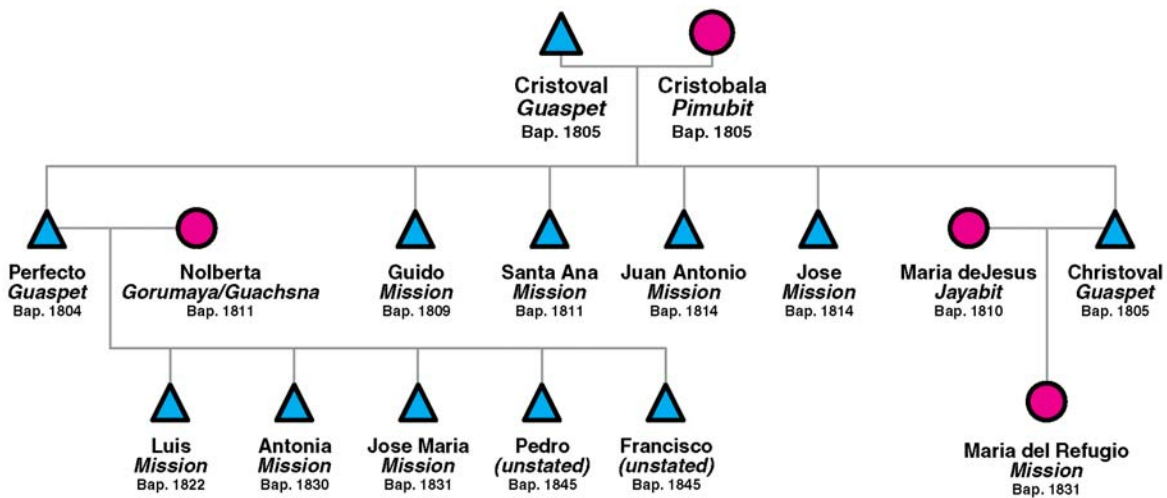 Cristoval
Guaspet
Bap. 1805
Cristobala
Pimubit
Bap. 1805
Perfecto
Guaspet
Bap. 1804
Nolberta
Gorumaya/Guachsna
Bap. 1811
Guido
Mission
Bap. 1809
Santa Ana
Mission
Bap. 1811
Juan Antonio
Mission
Bap. 1814
Jose
Mission
Bap. 1814
Maria deJesus
Jayabit
Bap. 1810
Christoval
Guaspet
Bap. 1805
Luis
Mission
Bap. 1822
Antonia
Mission
Bap. 1830
Jose Maria
Mission
Bap. 1831
Pedro
(unstated)
Bap. 1845
Francisco
(unstated)
Bap. 1845
Maria del Refugio
Mission
Bap. 1831